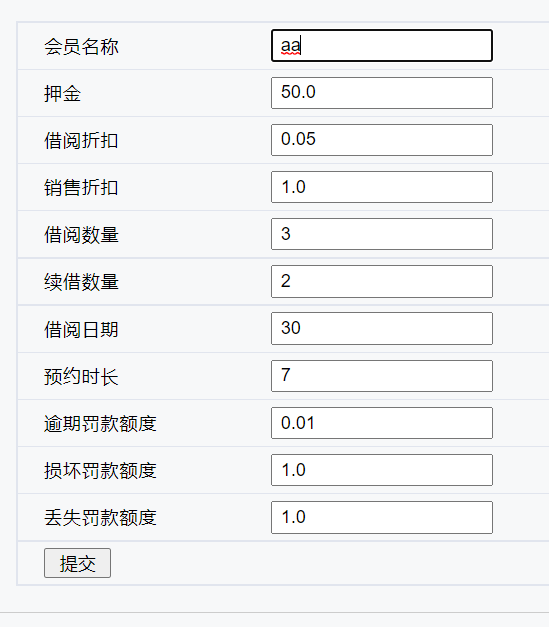 会员名称 aa
押金 50.0
借阅折扣 0.05
销售折扣 1.0
借阅数量 3
续借数量 2
借阅日期 30
预约时长 7
逾期罚款额度 0.01
损坏罚款额度 1.0
丢失罚款额度 1.0
提交